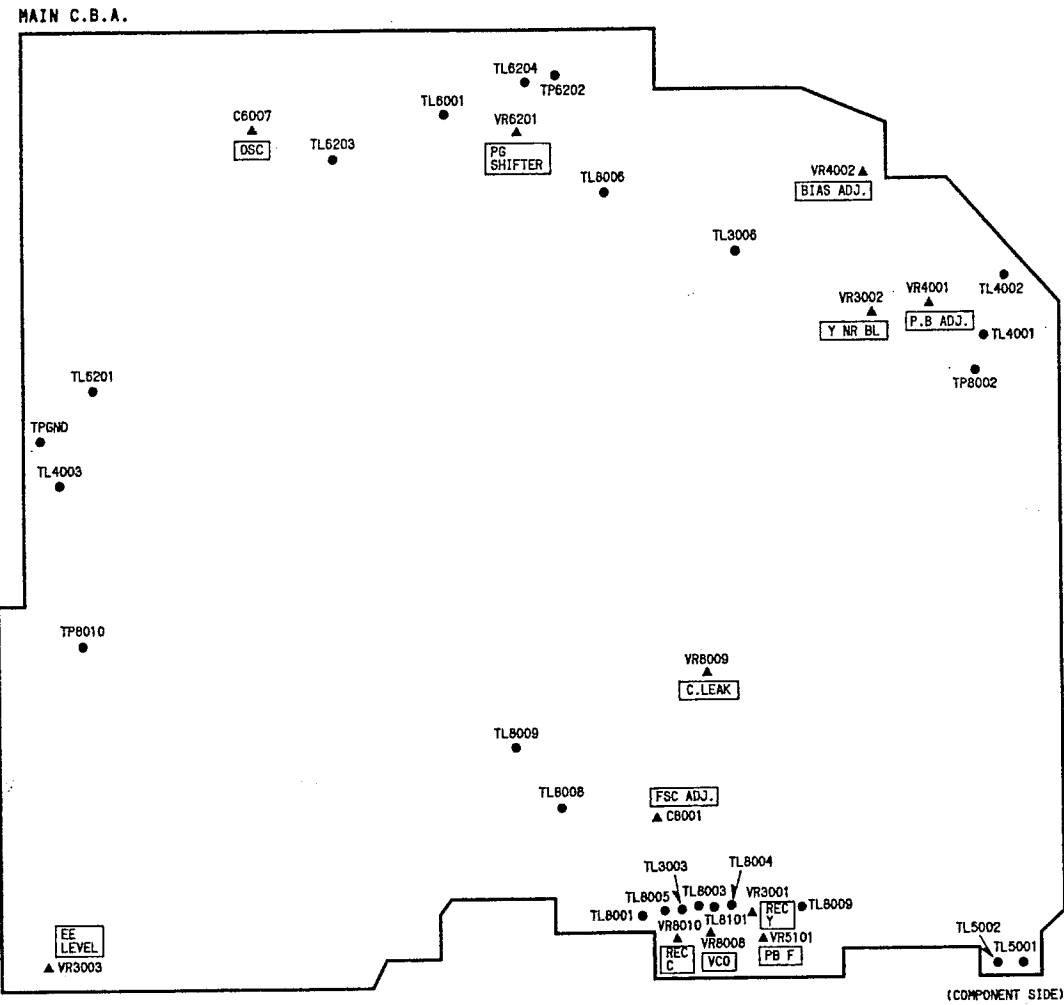 MAIN C.B.A.
TL6204
TP6202
TL6001
C6007
OSC
TL6203
VR6201
PG
SHIFTER
TL8006
VR4002
BIAS ADJ.
TL3006
TL4002
VR3002
Y NR BL
VR4001
P.B ADJ.
TL4001
TP8002
TL6201
TPGND
TL4003
TP8010
VR8009
C.LEAK
TL8009
TL8008
FSC ADJ.
C8001
TL3003
TL8004
TL8005
TL8003
VR3001
TL8001
TL8101
REC
Y
TL8009
VR8010
REC
C
VR8008
VCO
VR5101
PB F
EE
LEVEL
VR3003
TL5002
TL5001
(COMPONENT SIDE)